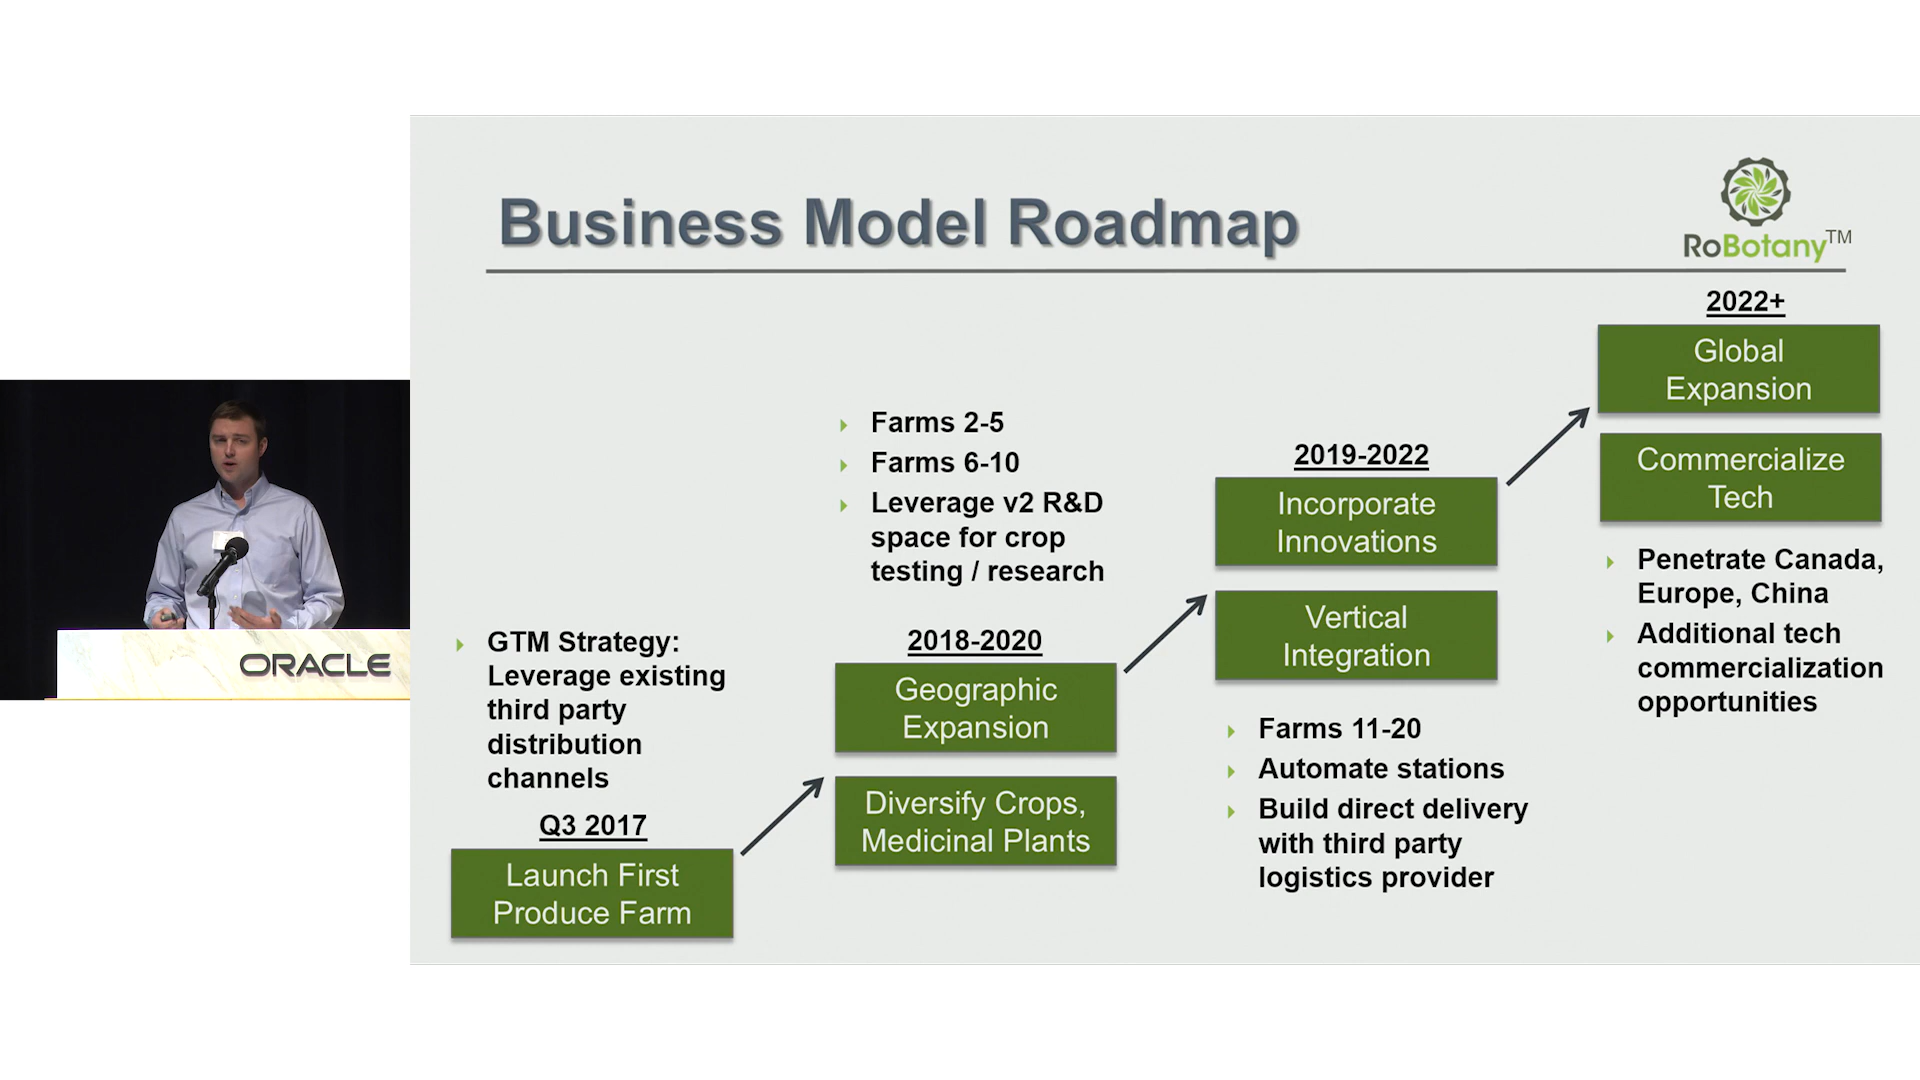 Business Model Roadmap
RoBotany™
GTM Strategy:
Leverage existing
third party
distribution
channels
Q3 2017
Launch First
Produce Farm
Farms 2-5
Farms 6-10
Leverage v2 R&D
space for crop
testing / research
2018-2020
Geographic
Expansion
Diversify Crops,
Medicinal Plants
2019-2022
Incorporate
Innovations
Vertical
Integration
Farms 11-20
Automate stations
Build direct delivery
with third party
logistics provider
2022+
Global
Expansion
Commercialize
Tech
Penetrate Canada,
Europe, China
Additional tech
commercialization
opportunities
ORACLE